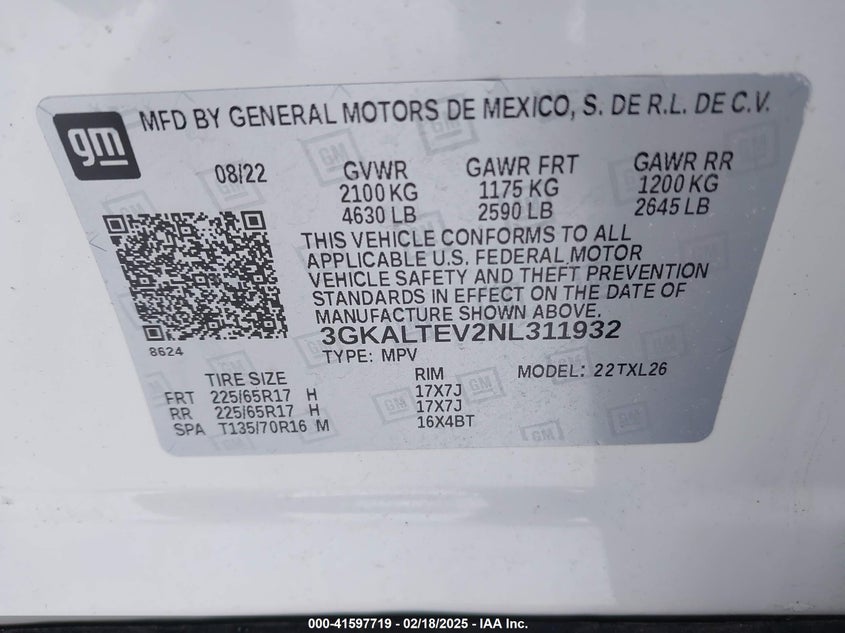 gm
MFD BY GENERAL MOTORS DE MEXICO, S. DE R.L. DE C.V.
08/22 GVWR GAWR FRT GAWR RR
2100 KG 1175 KG 1200 KG
4630 LB 2590 LB 2645 LB
THIS VEHICLE CONFORMS TO ALL
APPLICABLE U.S. FEDERAL MOTOR
VEHICLE SAFETY AND THEFT PREVENTION
STANDARDS IN EFFECT ON THE DATE OF
MANUFACTURE SHOWN ABOVE.
8624
3GKALTEV2NL311932
TYPE: MPV
TIRE SIZE RIM MODEL: 22TXL26
FRT 225/65R17 H 17X7J
RR 225/65R17 H 17X7J
SPA T135/70R16 M 16X4BT
000-41597719 - 02/18/2025 - IAA Inc.